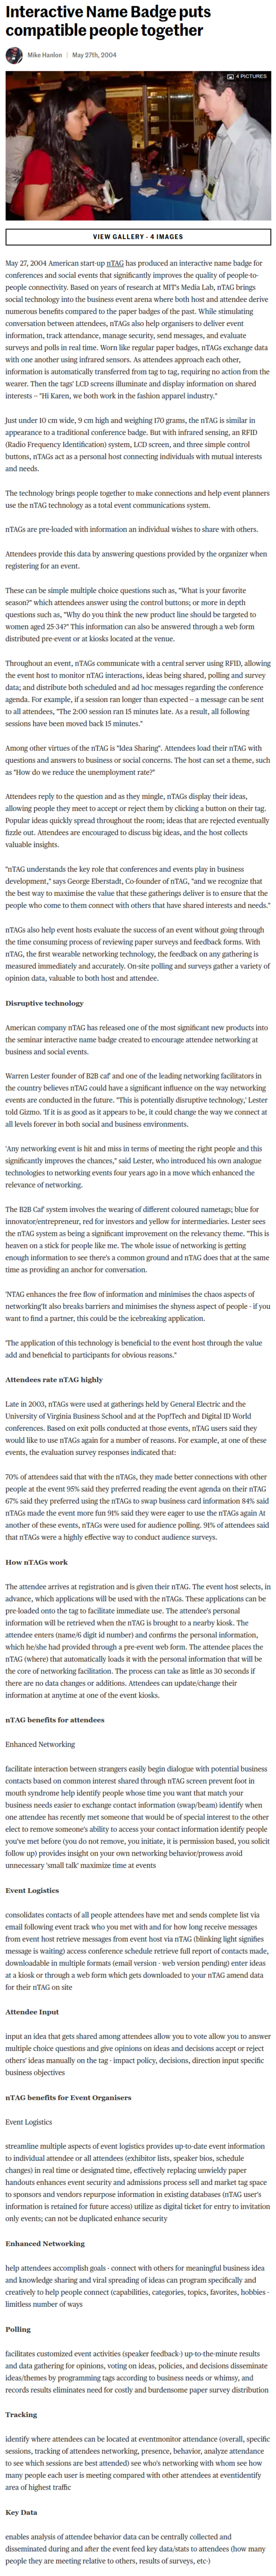 Interactive Name Badge puts
compatible people together
Mike Hanlon | May 27th, 2004
4 PICTURES
VIEW GALLERY - 4 IMAGES
May 27, 2004 American start-up nTAG has produced an interactive name badge for
conferences and social events that significantly improves the quality of people-to-
people connectivity. Based on years of research at MIT's Media Lab, nTAG brings
social technology into the business event arena where both host and attendee derive
numerous benefits compared to the paper badges of the past. While stimulating
conversation between attendees, nTAGs also help organisers to deliver event
information, track attendance, manage security, send messages, and evaluate
surveys and polls in real time. Worn like regular paper badges, nTAGs exchange data
with one another using infrared sensors. As attendees approach each other,
information is automatically transferred from tag to tag, requiring no action from the
wearer. Then the tags' LCD screens illuminate and display information on shared
interests – "Hi Karen, we both work in the fashion apparel industry."
Just under 10 cm wide, 9 cm high and weighing 170 grams, the nTAG is similar in
appearance to a traditional conference badge. But with infrared sensing, an RFID
(Radio Frequency Identification) system, LCD screen, and three simple control
buttons, nTAGs act as a personal host connecting individuals with mutual interests
and needs.
The technology brings people together to make connections and help event planners
use the nTAG technology as a total event communications system.
nTAGs are pre-loaded with information an individual wishes to share with others.
Attendees provide this data by answering questions provided by the organizer when
registering for an event.
These can be simple multiple choice questions such as, "What is your favorite
season?" which attendees answer using the control buttons; or more in depth
questions such as, "Why do you think the new product line should be targeted to
women aged 25-34?" This information can also be answered through a web form
distributed pre-event or at kiosks located at the venue.
Throughout an event, nTAGs communicate with a central server using RFID, allowing
the event host to monitor nTAG interactions, ideas being shared, polling and survey
data; and distribute both scheduled and ad hoc messages regarding the conference
agenda. For example, if a session ran longer than expected – a message can be sent
to all attendees, "The 2:00 session ran 15 minutes late. As a result, all following
sessions have been moved back 15 minutes."
Among other virtues of the nTAG is "Idea Sharing". Attendees load their nTAG with
questions and answers to business or social concerns. The host can set a theme, such
as "How do we reduce the unemployment rate?"
Attendees reply to the question and as they mingle, nTAGs display their ideas,
allowing people they meet to accept or reject them by clicking a button on their tag.
Popular ideas quickly spread throughout the room; ideas that are rejected eventually
fizzle out. Attendees are encouraged to discuss big ideas, and the host collects
valuable insights.
"nTAG understands the key role that conferences and events play in business
development," says George Eberstadt, Co-founder of nTAG, "and we recognize that
the best way to maximise the value that these gatherings deliver is to ensure that the
people who come to them connect with others that have shared interests and needs."
nTAGs also help event hosts evaluate the success of an event without going through
the time consuming process of reviewing paper surveys and feedback forms. With
nTAG, the first wearable networking technology, the feedback on any gathering is
measured immediately and accurately. On-site polling and surveys gather a variety of
opinion data, valuable to both host and attendee.
Disruptive technology
American company nTAG has released one of the most significant new products into
the seminar interactive name badge created to encourage attendee networking at
business and social events.
Warren Lester founder of B2B caf' and one of the leading networking facilitators in
the country believes nTAG could have a significant influence on the way networking
events are conducted in the future. "This is potentially disruptive technology,' Lester
told Gizmo. 'If it is as good as it appears to be, it could change the way we connect at
all levels forever in both social and business environments.
'Any networking event is hit and miss in terms of meeting the right people and this
significantly improves the chances," said Lester, who introduced his own analogue
technologies to networking events four years ago in a move which enhanced the
relevance of networking.
The B2B Caf' system involves the wearing of different coloured nametags; blue for
innovator/entrepreneur, red for investors and yellow for intermediaries. Lester sees
the nTAG system as being a significant improvement on the relevancy theme. "This is
heaven on a stick for people like me. The whole issue of networking is getting
enough information to see there's a common ground and nTAG does that at the same
time as providing an anchor for conversation.
'NTAG enhances the free flow of information and minimises the chaos aspects of
networking'It also breaks barriers and minimises the shyness aspect of people - if you
want to find a partner, this could be the icebreaking application.
'The application of this technology is beneficial to the event host through the value
add and beneficial to participants for obvious reasons."
Attendees rate nTAG highly
Late in 2003, nTAGs were used at gatherings held by General Electric and the
University of Virginia Business School and at the Pop!Tech and Digital ID World
conferences. Based on exit polls conducted at those events, nTAG users said they
would like to use nTAGs again for a number of reasons. For example, at one of these
events, the evaluation survey responses indicated that:
70% of attendees said that with the nTAGs, they made better connections with other
people at the event 95% said they preferred reading the event agenda on their nTAG
67% said they preferred using the nTAGs to swap business card information 84% said
nTAGs made the event more fun 91% said they were eager to use the nTAGs again At
another of these events, nTAGs were used for audience polling. 91% of attendees said
that nTAGs were a highly effective way to conduct audience surveys.
How nTAGs work
The attendee arrives at registration and is given their nTAG. The event host selects, in
advance, which applications will be used with the nTAGs. These applications can be
pre-loaded onto the tag to facilitate immediate use. The attendee's personal
information will be retrieved when the nTAG is brought to a nearby kiosk. The
attendee enters (name/6 digit id number) and confirms the personal information,
which he/she had provided through a pre-event web form. The attendee places the
nTAG (where) that automatically loads it with the personal information that will be
the core of networking facilitation. The process can take as little as 30 seconds if
there are no data changes or additions. Attendees can update/change their
information at anytime at one of the event kiosks.
nTAG benefits for attendees
Enhanced Networking
facilitate interaction between strangers easily begin dialogue with potential business
contacts based on common interest shared through nTAG screen prevent foot in
mouth syndrome help identify people whose time you want that match your
business needs easier to exchange contact information (swap/beam) identify when
one attendee has recently met someone that would be of special interest to the other
elect to remove someone's ability to access your contact information identify people
you've met before (you do not remove, you initiate, it is permission based, you solicit
follow up) provides insight on your own networking behavior/prowess avoid
unnecessary 'small talk' maximize time at events
Event Logistics
consolidates contacts of all people attendees have met and sends complete list via
email following event track who you met with and for how long receive messages
from event host retrieve messages from event host via nTAG (blinking light signifies
message is waiting) access conference schedule retrieve full report of contacts made,
downloadable in multiple formats (email version - web version pending) enter ideas
at a kiosk or through a web form which gets downloaded to your nTAG amend data
for their nTAG on site
Attendee Input
input an idea that gets shared among attendees allow you to vote allow you to answer
multiple choice questions and give opinions on ideas and decisions accept or reject
others' ideas manually on the tag - impact policy, decisions, direction input specific
business objectives
nTAG benefits for Event Organisers
Event Logistics
streamline multiple aspects of event logistics provides up-to-date event information
to individual attendee or all attendees (exhibitor lists, speaker bios, schedule
changes) in real time or designated time, effectively replacing unwieldy paper
handouts enhances event security and admissions process sell and market tag space
to sponsors and vendors repurpose information in existing databases (nTAG user's
information is retained for future access) utilize as digital ticket for entry to invitation
only events; can not be duplicated enhance security
Enhanced Networking
help attendees accomplish goals - connect with others for meaningful business idea
and knowledge sharing and viral spreading of ideas can program specifically and
creatively to help people connect (capabilities, categories, topics, favorites, hobbies -
limitless number of ways
Polling
facilitates customized event activities (speaker feedback-) up-to-the-minute results
and data gathering for opinions, voting on ideas, policies, and decisions disseminate
ideas/themes by programming tags according to business needs or whimsy, and
records results eliminates need for costly and burdensome paper survey distribution
Tracking
identify where attendees can be located at eventmonitor attendance (overall, specific
sessions, tracking of attendees networking, presence, behavior, analyze attendance
to see which sessions are best attended) see who's networking with whom see how
many people each user is meeting compared with other attendees at eventidentify
area of highest traffic
Key Data
enables analysis of attendee behavior data can be centrally collected and
disseminated during and after the event feed key data/stats to attendees (how many
people they are meeting relative to others, results of surveys, etc-)